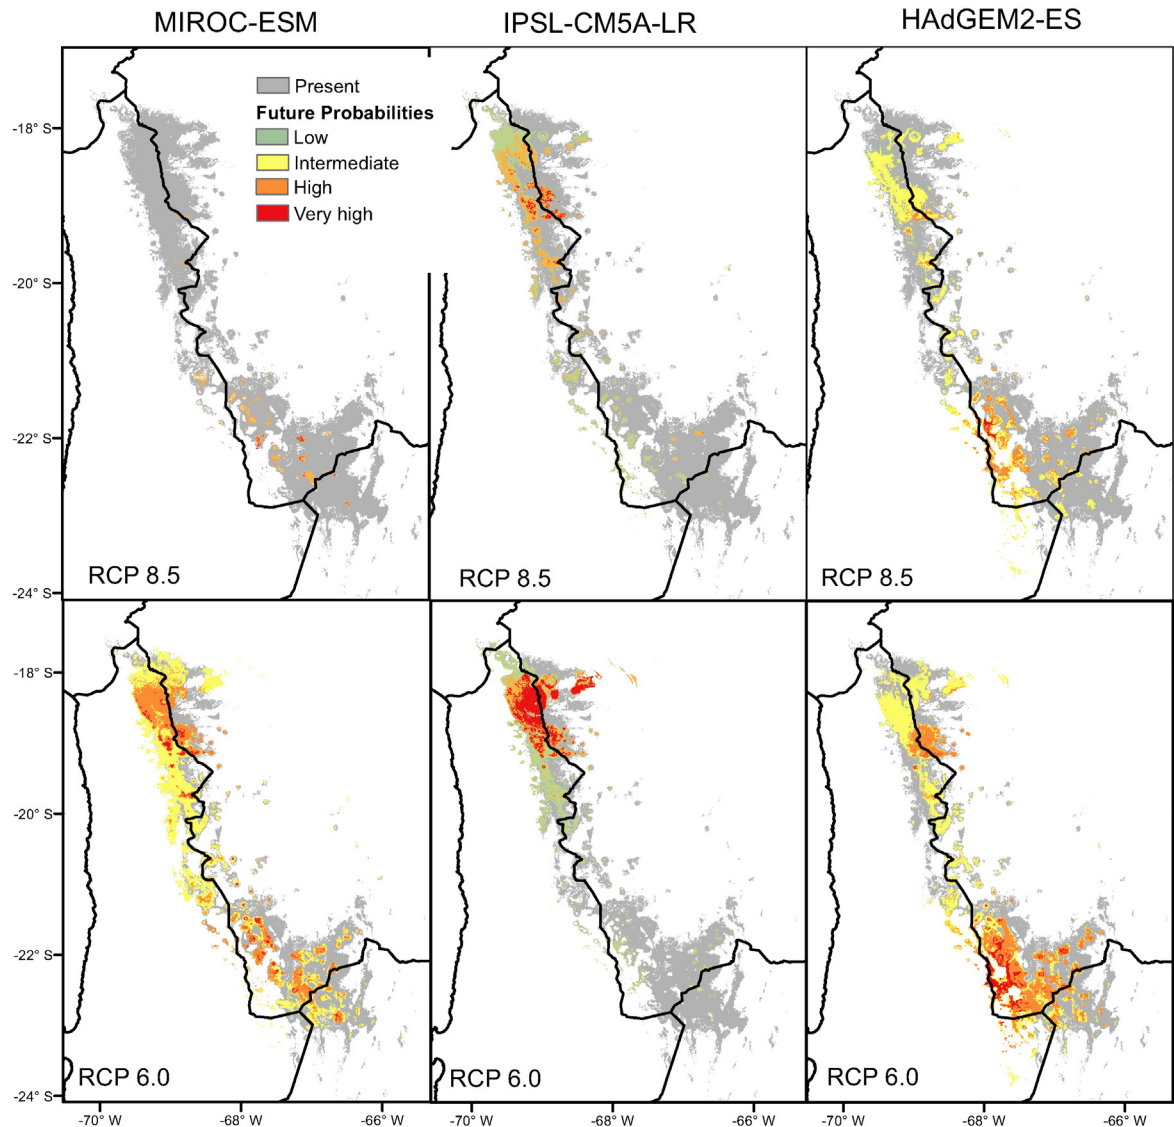 MIROC-ESM
IPSL-CM5A-LR
HAdGEM2-ES
Present
Future Probabilities
Low
Intermediate
High
Very high
-18° S
-20° S
-22° S
-24° S
RCP 8.5
RCP 8.5
RCP 8.5
-18° S
-20° S
-22° S
-24° S
RCP 6.0
RCP 6.0
RCP 6.0
-70° W
-68° W
-66° W
-70° W
-68° W
-66° W
-70° W
-68° W
-66° W